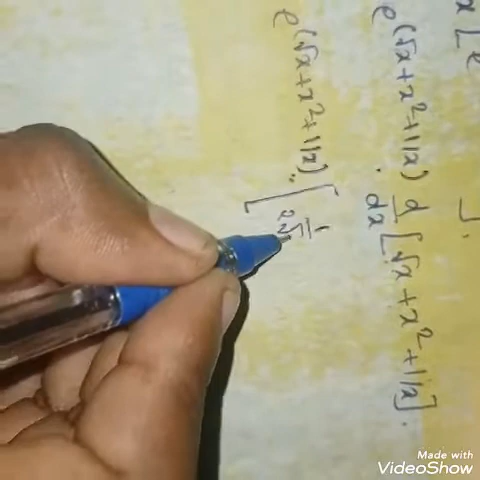 x[e ].
e^(√x+x²+1/x) . d/dx [√x+x²+1/x].
e^(√x+x²+1/x) . [1/2√
Made with
VideoShow